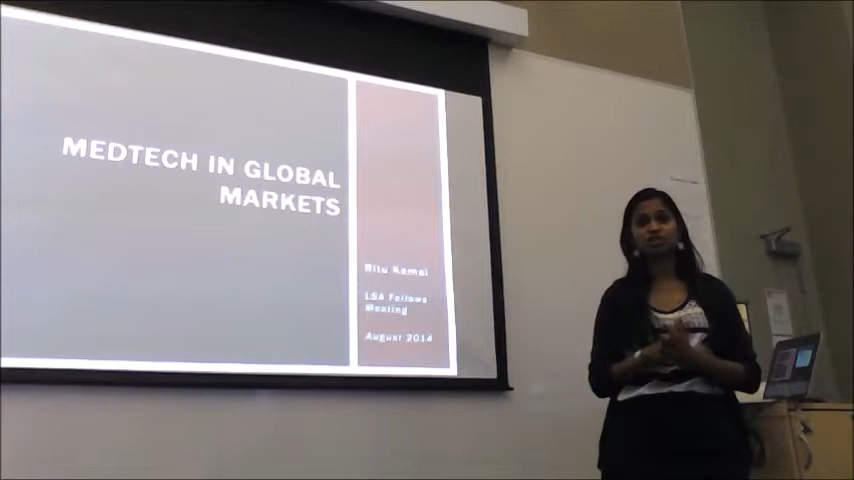 MEDTECH IN GLOBAL
MARKETS
Ritu Kamal
LSA Fellows
Meeting
August 2014